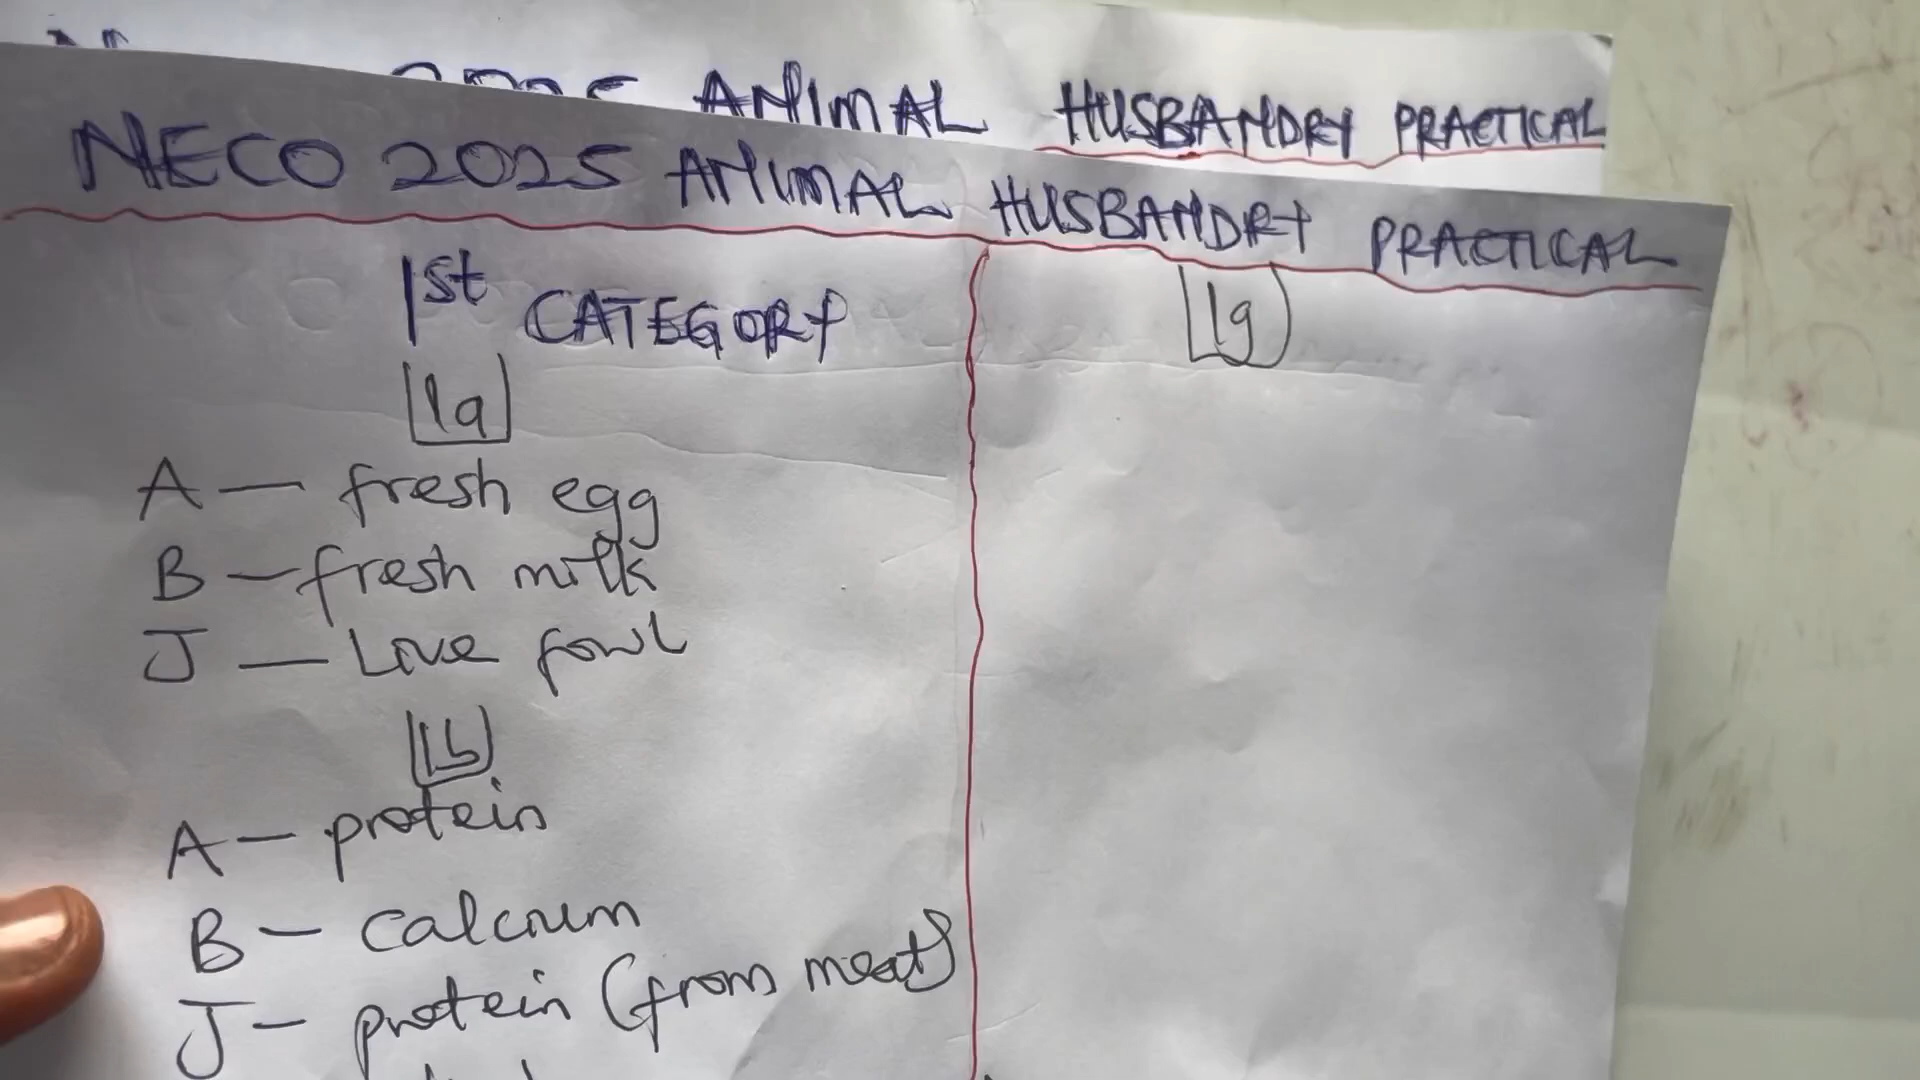 2025 ANIMAL HUSBANDRY PRACTICAL
NECO 2025 ANIMAL HUSBANDRY PRACTICAL
1st CATEGORY
1a
A — fresh egg
B — fresh milk
J — Live fowl
1b
A — protein
B — calcium
J — protein (from meat)
1g